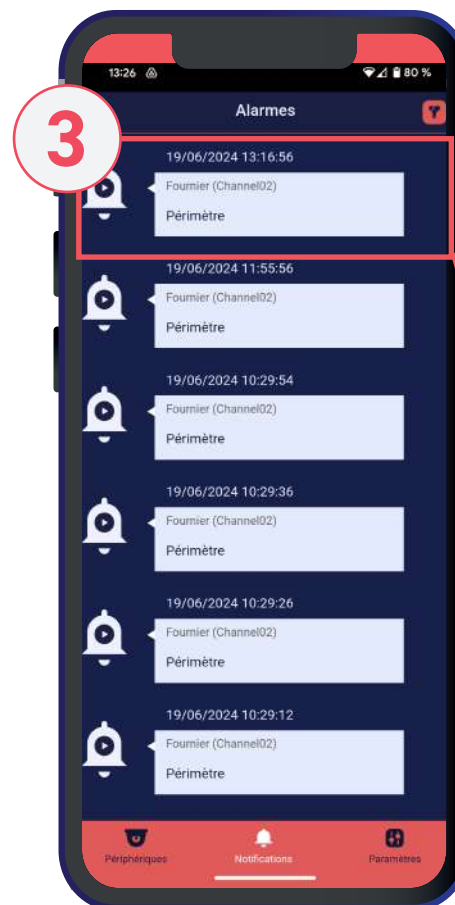 13:26 80 %
Alarmes
3
19/06/2024 13:16:56
Fournier (Channel02)
Périmètre
19/06/2024 11:55:56
Fournier (Channel02)
Périmètre
19/06/2024 10:29:54
Fournier (Channel02)
Périmètre
19/06/2024 10:29:36
Fournier (Channel02)
Périmètre
19/06/2024 10:29:26
Fournier (Channel02)
Périmètre
19/06/2024 10:29:12
Fournier (Channel02)
Périmètre
Périphériques Notifications Paramètres